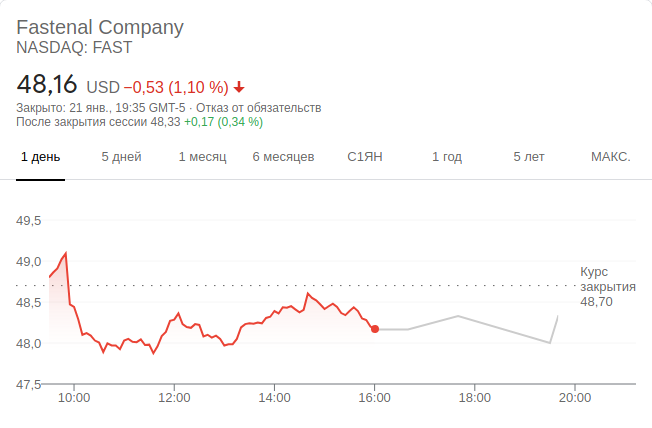 Fastenal Company
NASDAQ: FAST
48,16 USD −0,53 (1,10 %)
Закрыто: 21 янв., 19:35 GMT-5 · Отказ от обязательств
После закрытия сессии 48,33 +0,17 (0,34 %)
1 день 5 дней 1 месяц 6 месяцев С1ЯН 1 год 5 лет МАКС.
49,5
49,0
Курс
закрытия
48,70
48,5
48,0
47,5
10:00 12:00 14:00 16:00 18:00 20:00